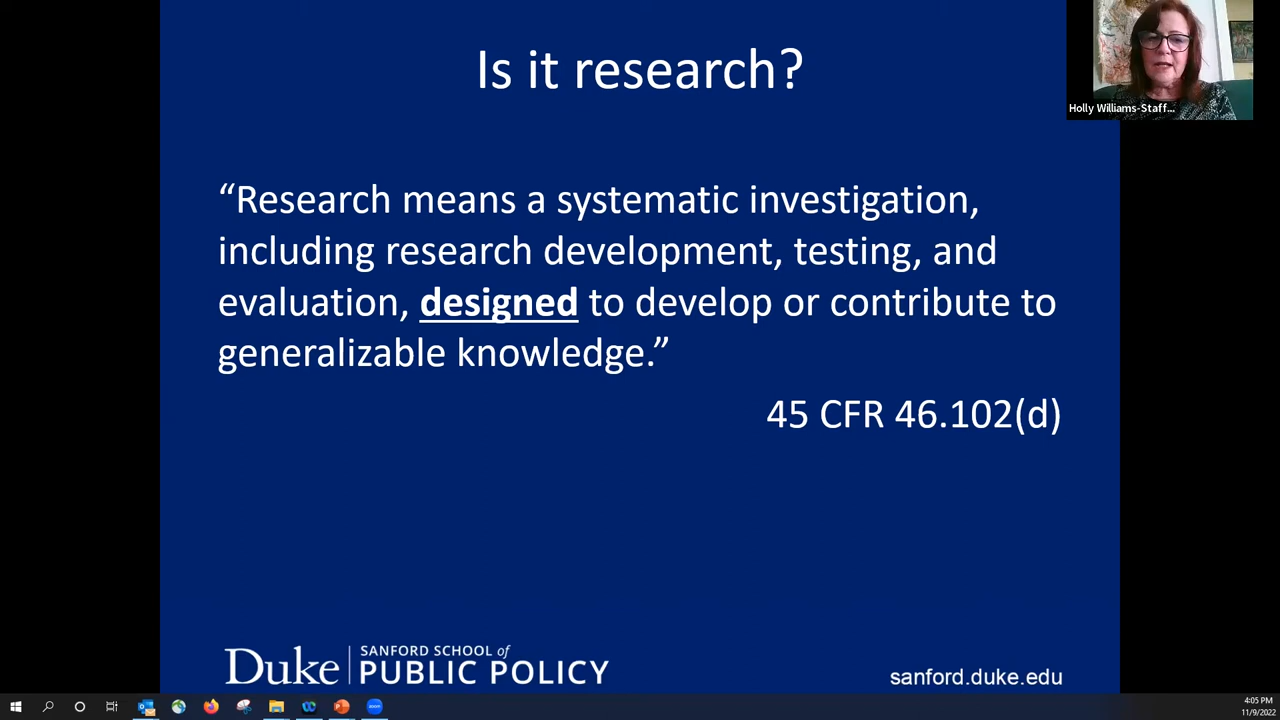 Is it research?
Holly Williams-Staff...
“Research means a systematic investigation,
including research development, testing, and
evaluation, designed to develop or contribute to
generalizable knowledge.”
45 CFR 46.102(d)
Duke
SANFORD SCHOOL of
PUBLIC POLICY
sanford.duke.edu
4:05 PM
11/9/2022